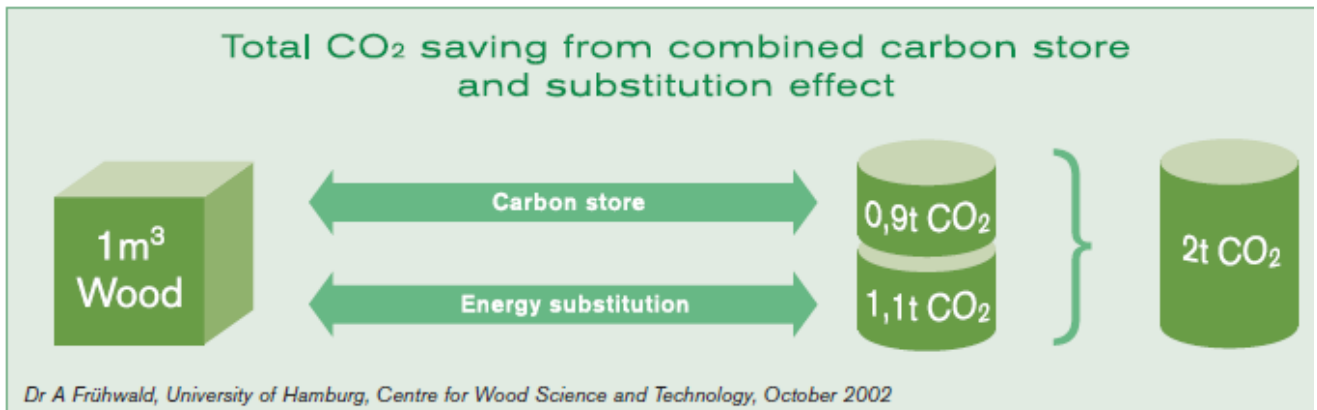 Total CO₂ saving from combined carbon store
and substitution effect
1m³
Wood
Carbon store
0,9t CO₂
Energy substitution
1,1t CO₂
2t CO₂
Dr A Frühwald, University of Hamburg, Centre for Wood Science and Technology, October 2002